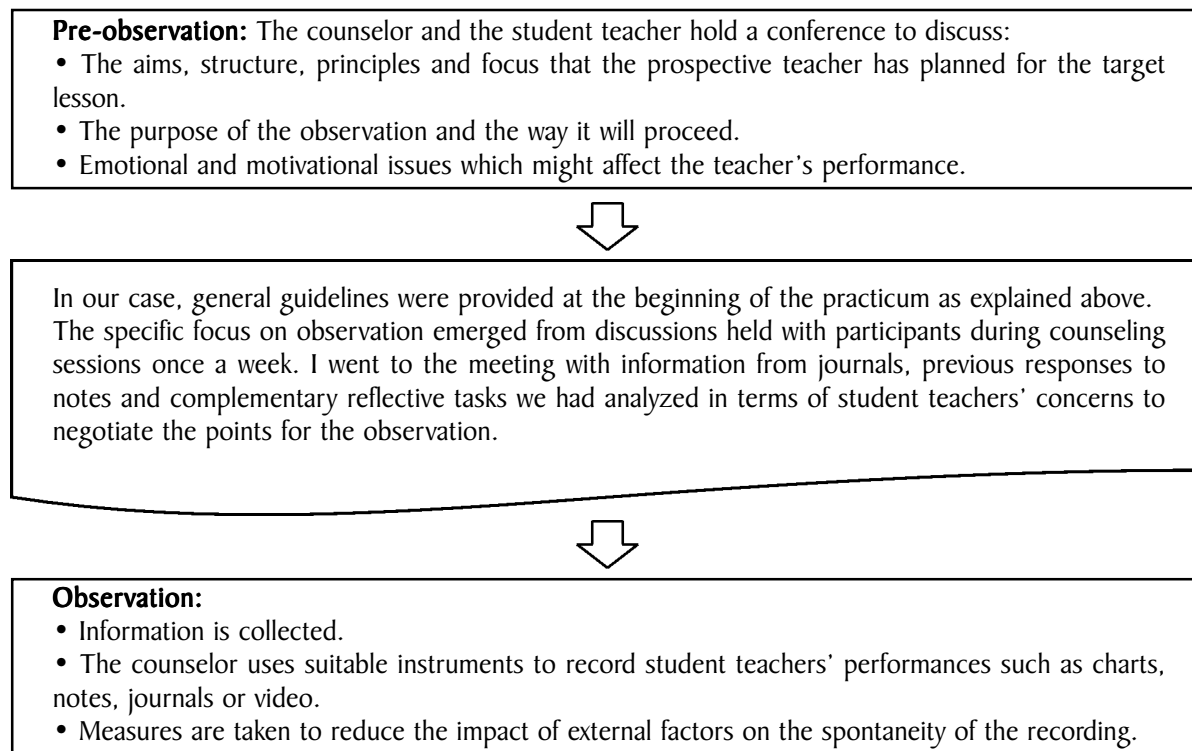 Pre-observation: The counselor and the student teacher hold a conference to discuss:
• The aims, structure, principles and focus that the prospective teacher has planned for the target
lesson.
• The purpose of the observation and the way it will proceed.
• Emotional and motivational issues which might affect the teacher’s performance.
In our case, general guidelines were provided at the beginning of the practicum as explained above.
The specific focus on observation emerged from discussions held with participants during counseling
sessions once a week. I went to the meeting with information from journals, previous responses to
notes and complementary reflective tasks we had analyzed in terms of student teachers’ concerns to
negotiate the points for the observation.
Observation:
• Information is collected.
• The counselor uses suitable instruments to record student teachers’ performances such as charts,
notes, journals or video.
• Measures are taken to reduce the impact of external factors on the spontaneity of the recording.